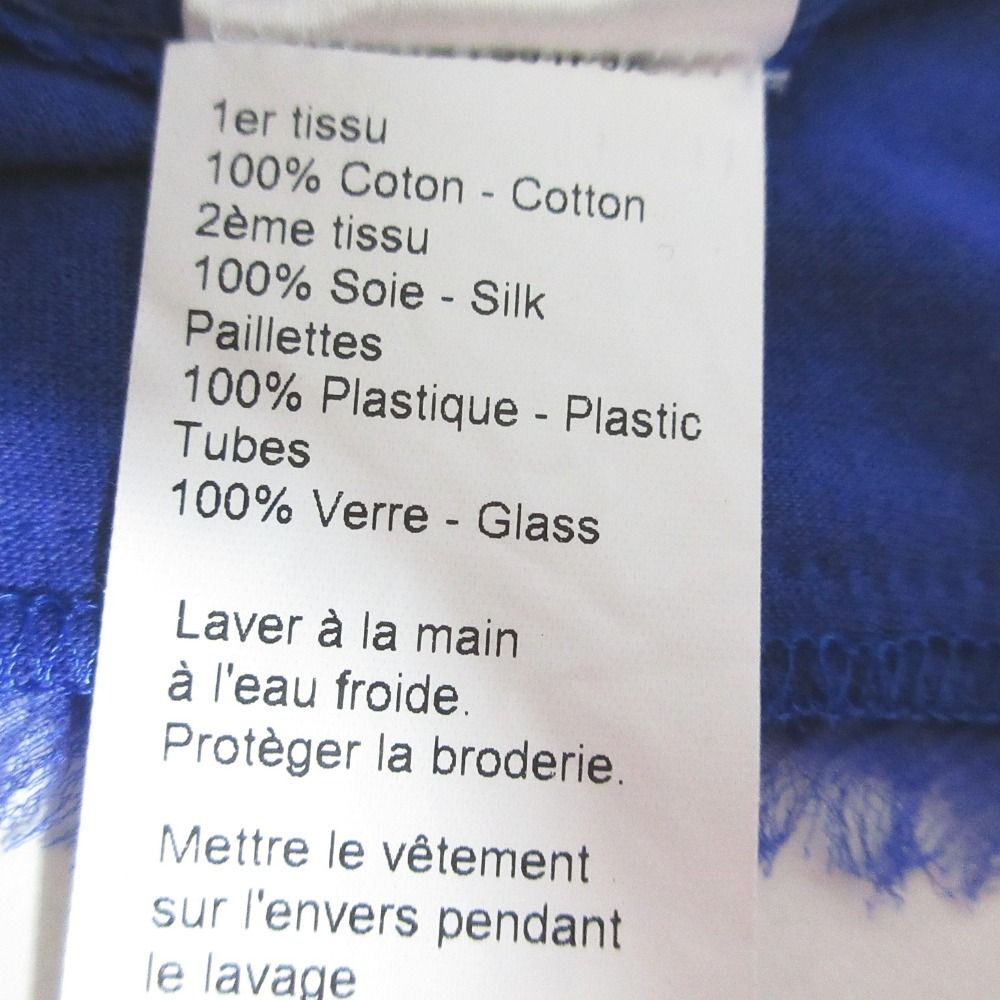 1er tissu
100% Coton - Cotton
2ème tissu
100% Soie - Silk
Paillettes
100% Plastique - Plastic
Tubes
100% Verre - Glass
Laver à la main
à l'eau froide.
Protèger la broderie.
Mettre le vêtement
sur l'envers pendant
le lavage